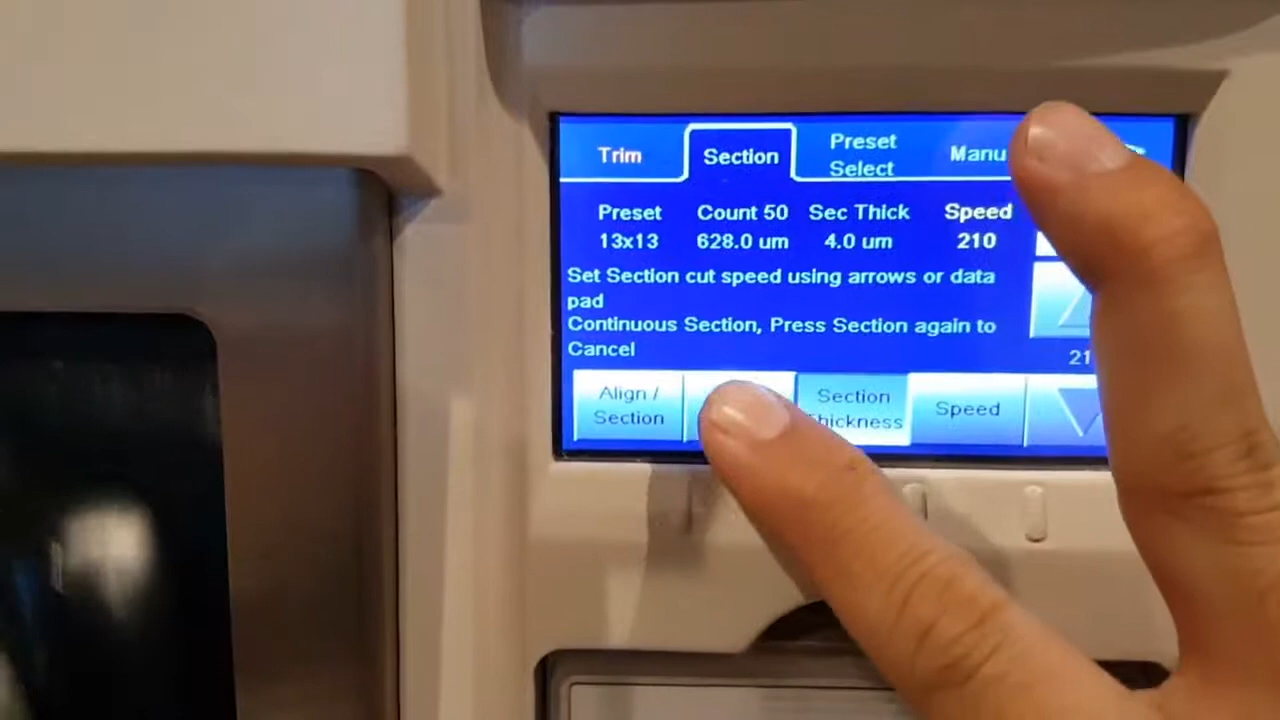 Trim
Section
Preset
Select
Preset
Count 50
Sec Thick
Speed
13x13
628.0 um
4.0 um
210
Set Section cut speed using arrows or data
pad
Continuous Section, Press Section again to
Cancel
Align /
Section
Section
Thickness
Speed